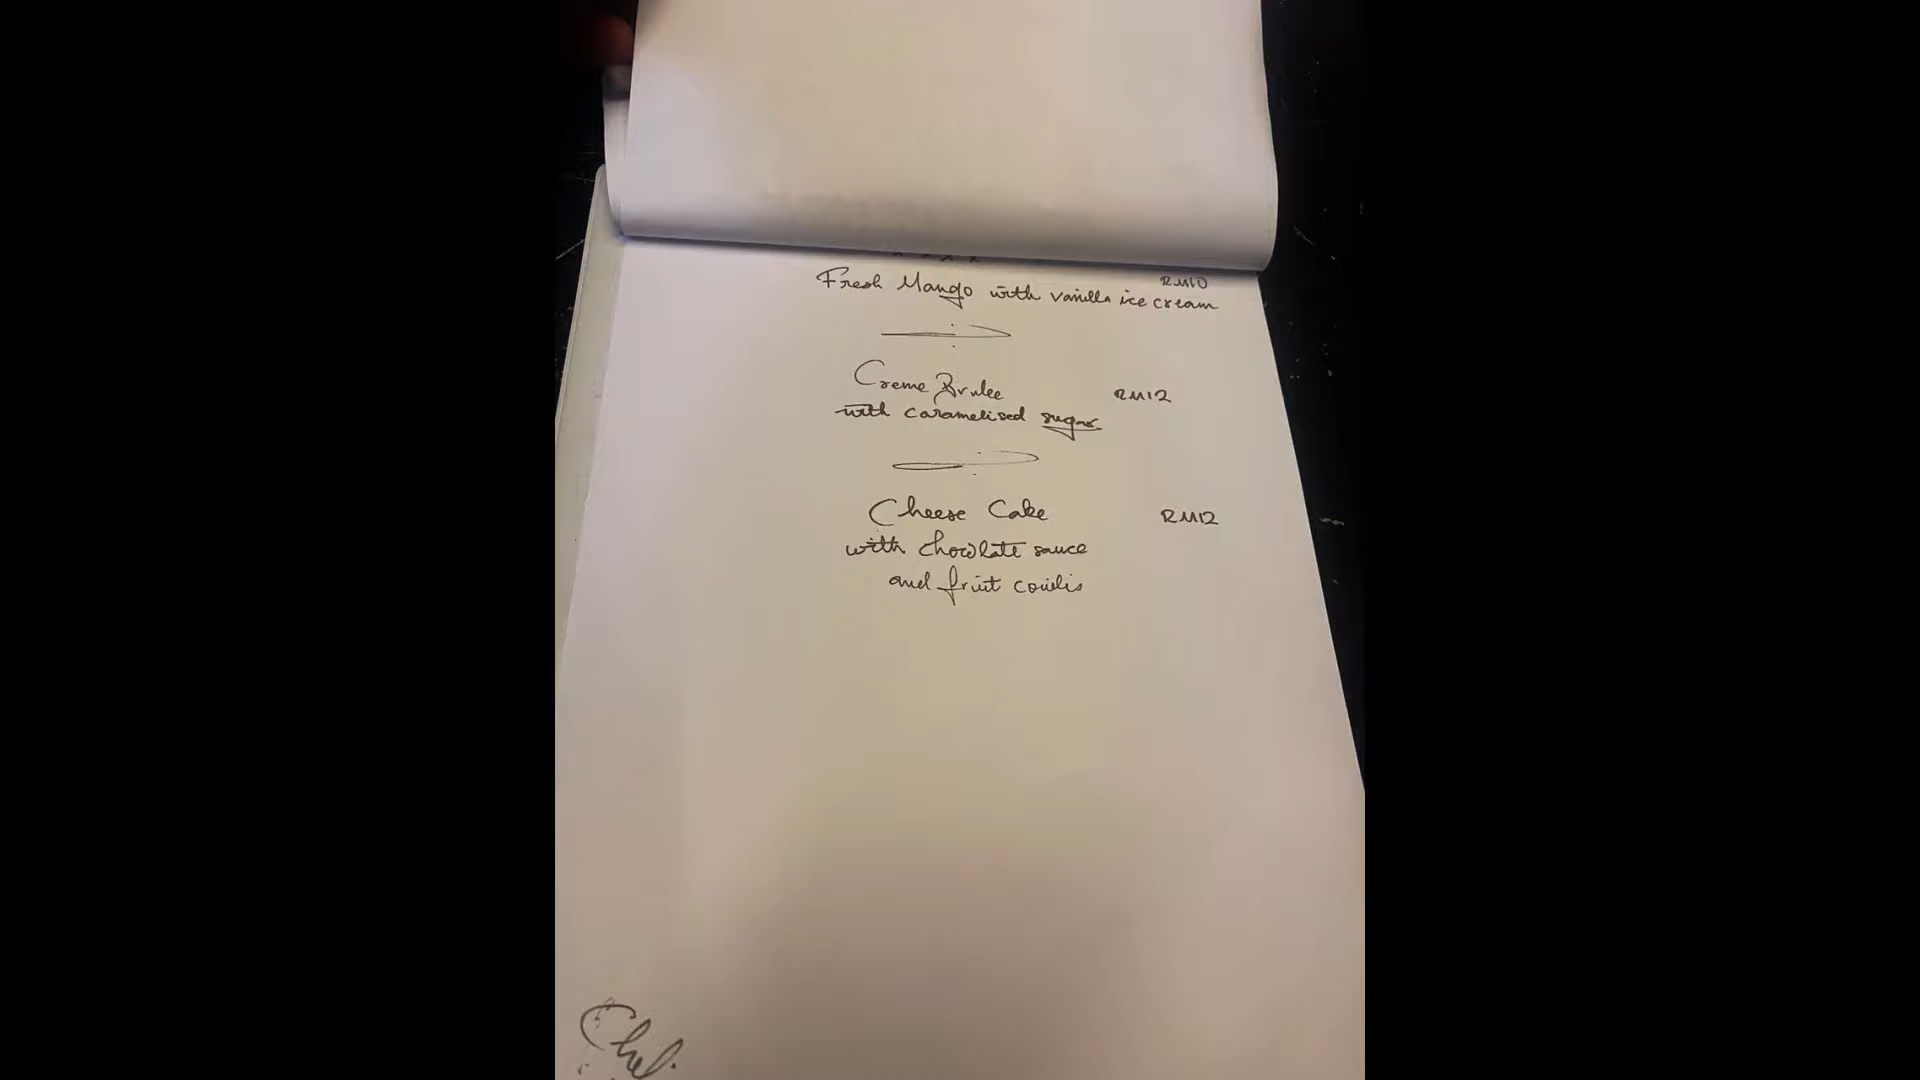 RM10
Fresh Mango with vanilla ice cream
Creme Brulee RM12
with caramelised sugar
Cheese Cake RM12
with chocolate sauce
and fruit coulis
Chef